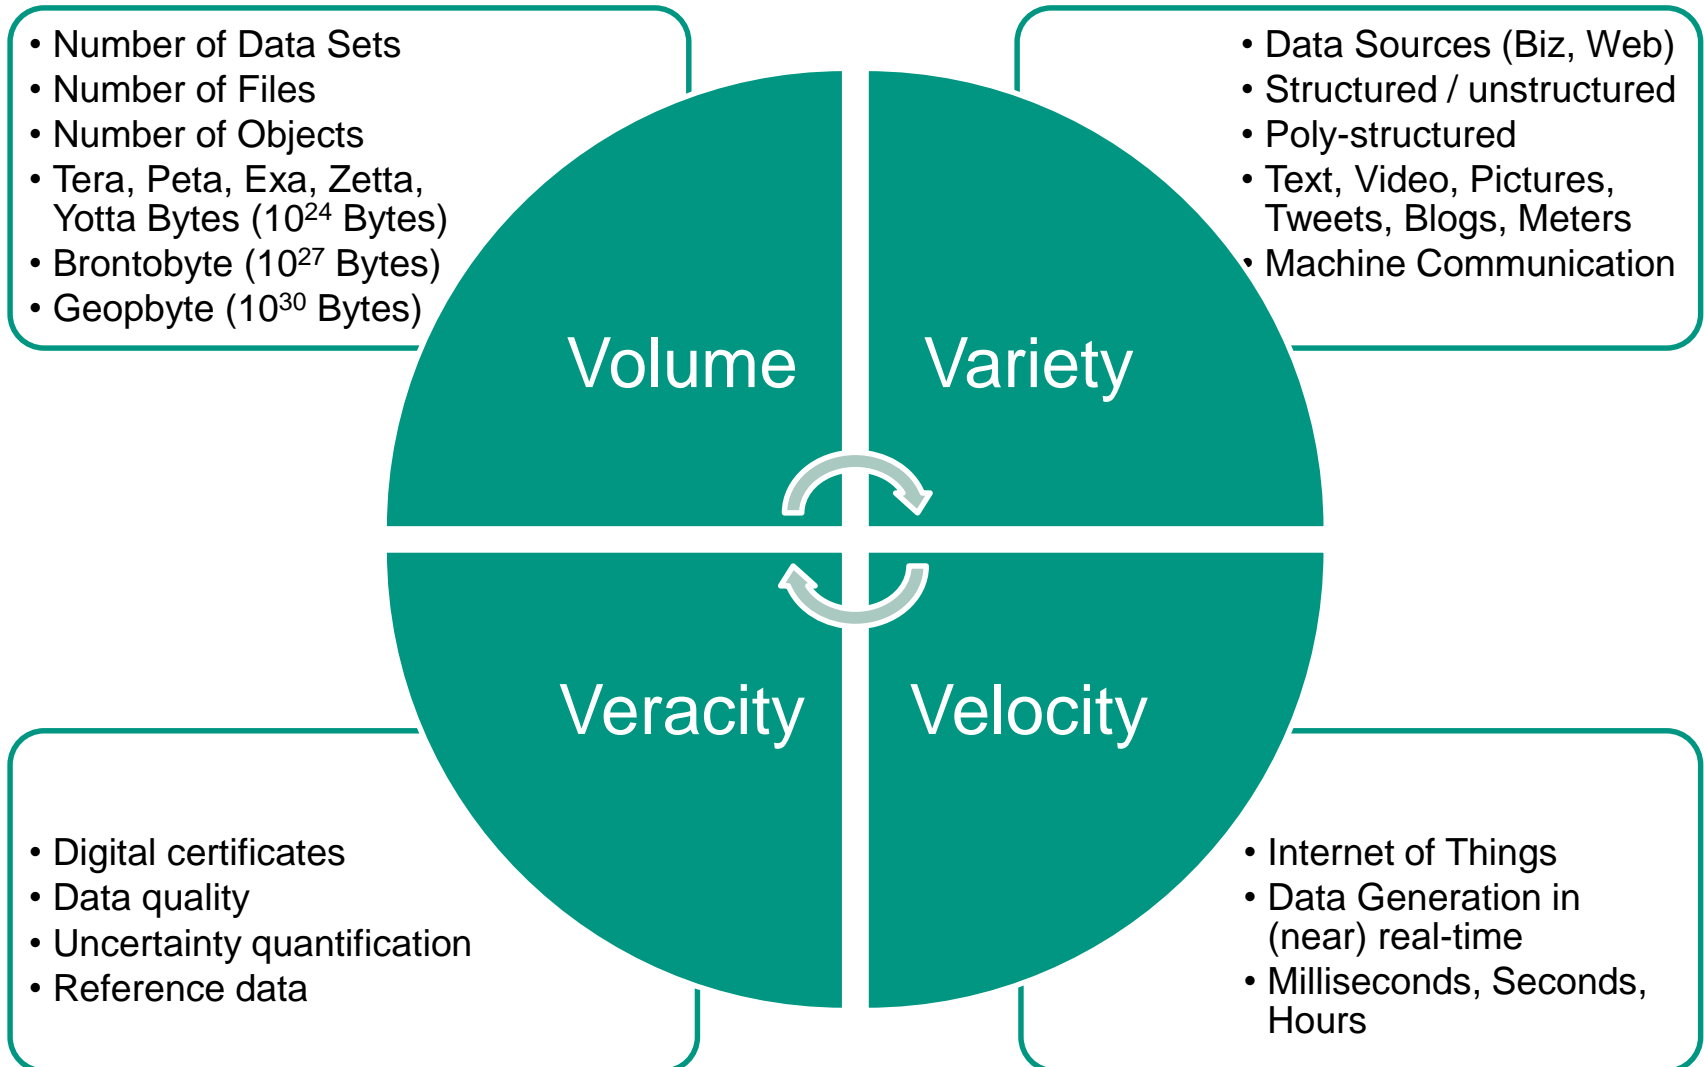 • Number of Data Sets
• Number of Files
• Number of Objects
• Tera, Peta, Exa, Zetta,
Yotta Bytes (10²⁴ Bytes)
• Brontobyte (10²⁷ Bytes)
• Geopbyte (10³⁰ Bytes)
• Data Sources (Biz, Web)
• Structured / unstructured
• Poly-structured
• Text, Video, Pictures,
Tweets, Blogs, Meters
• Machine Communication
Volume
Variety
Veracity
Velocity
• Digital certificates
• Data quality
• Uncertainty quantification
• Reference data
• Internet of Things
• Data Generation in
(near) real-time
• Milliseconds, Seconds,
Hours